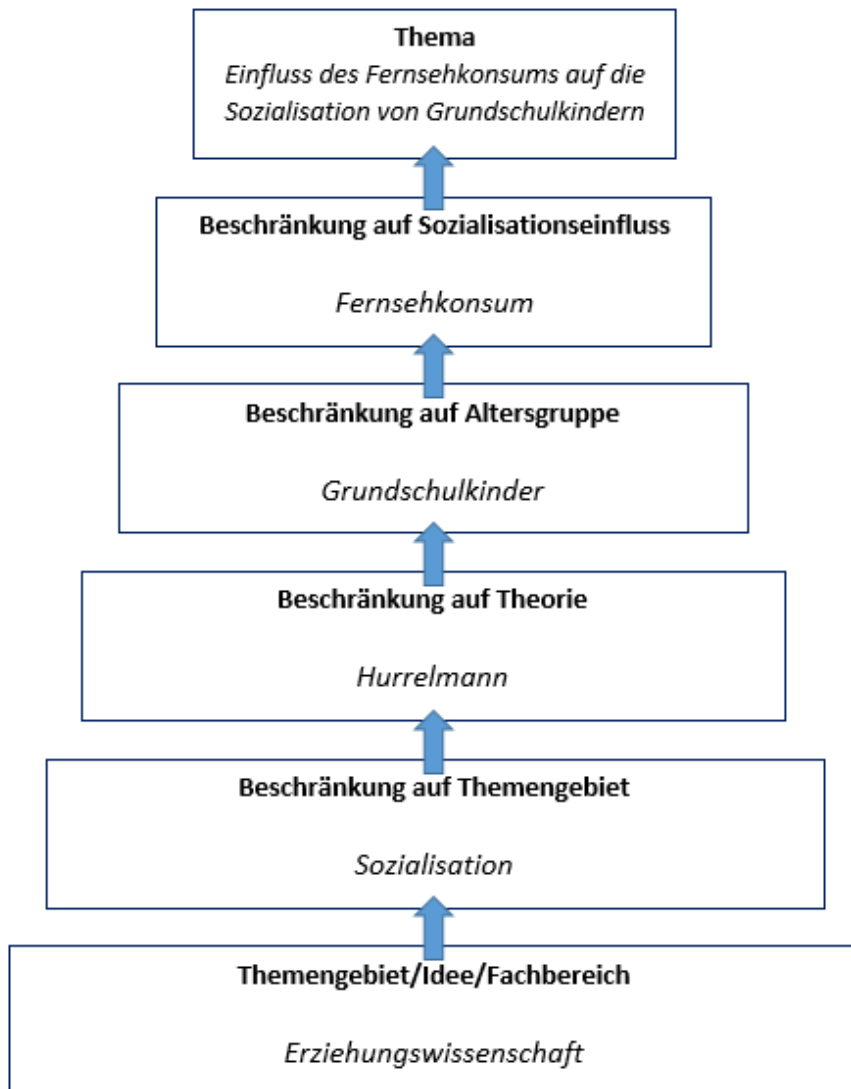 Thema
Einfluss des Fernsehkonsums auf die
Sozialisation von Grundschulkindern
Beschränkung auf Sozialisationseinfluss
Fernsehkonsum
Beschränkung auf Altersgruppe
Grundschulkinder
Beschränkung auf Theorie
Hurrelmann
Beschränkung auf Themengebiet
Sozialisation
Themengebiet/Idee/Fachbereich
Erziehungswissenschaft